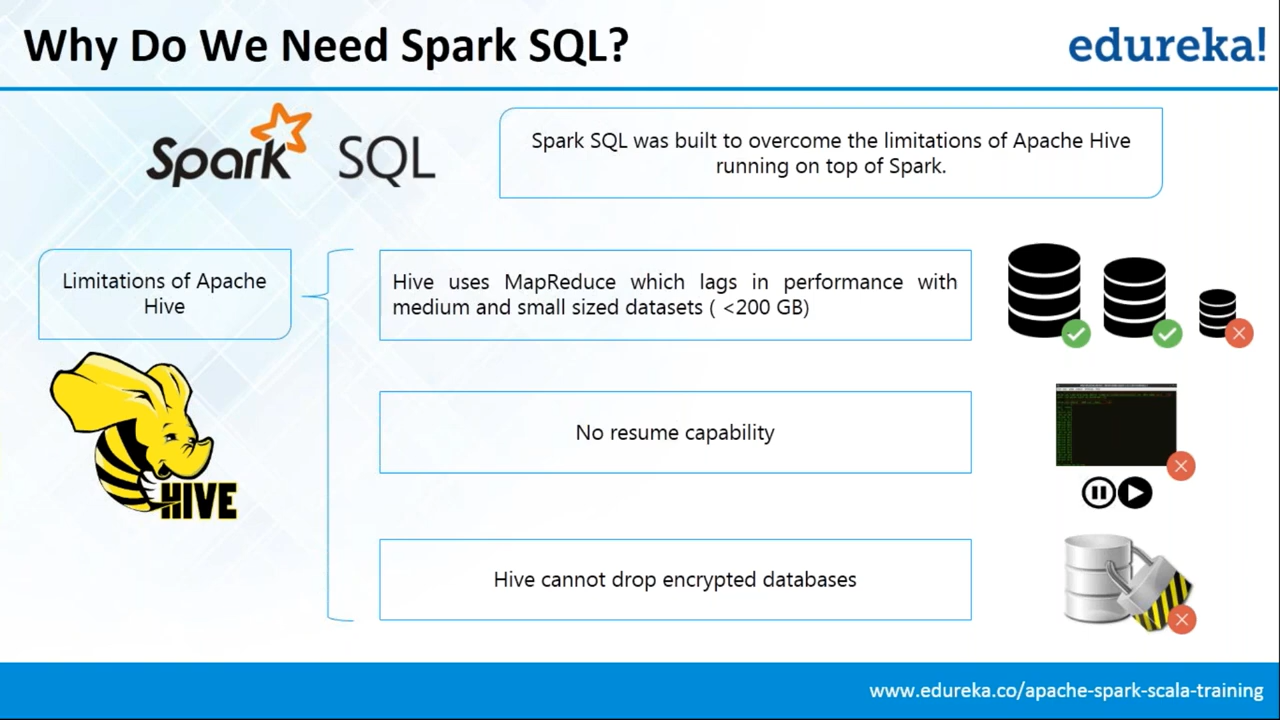 Why Do We Need Spark SQL?
edureka!
Spark SQL
Spark SQL was built to overcome the limitations of Apache Hive
running on top of Spark.
Limitations of Apache
Hive
Hive uses MapReduce which lags in performance with
medium and small sized datasets ( <200 GB)
HIVE
No resume capability
Hive cannot drop encrypted databases
www.edureka.co/apache-spark-scala-training